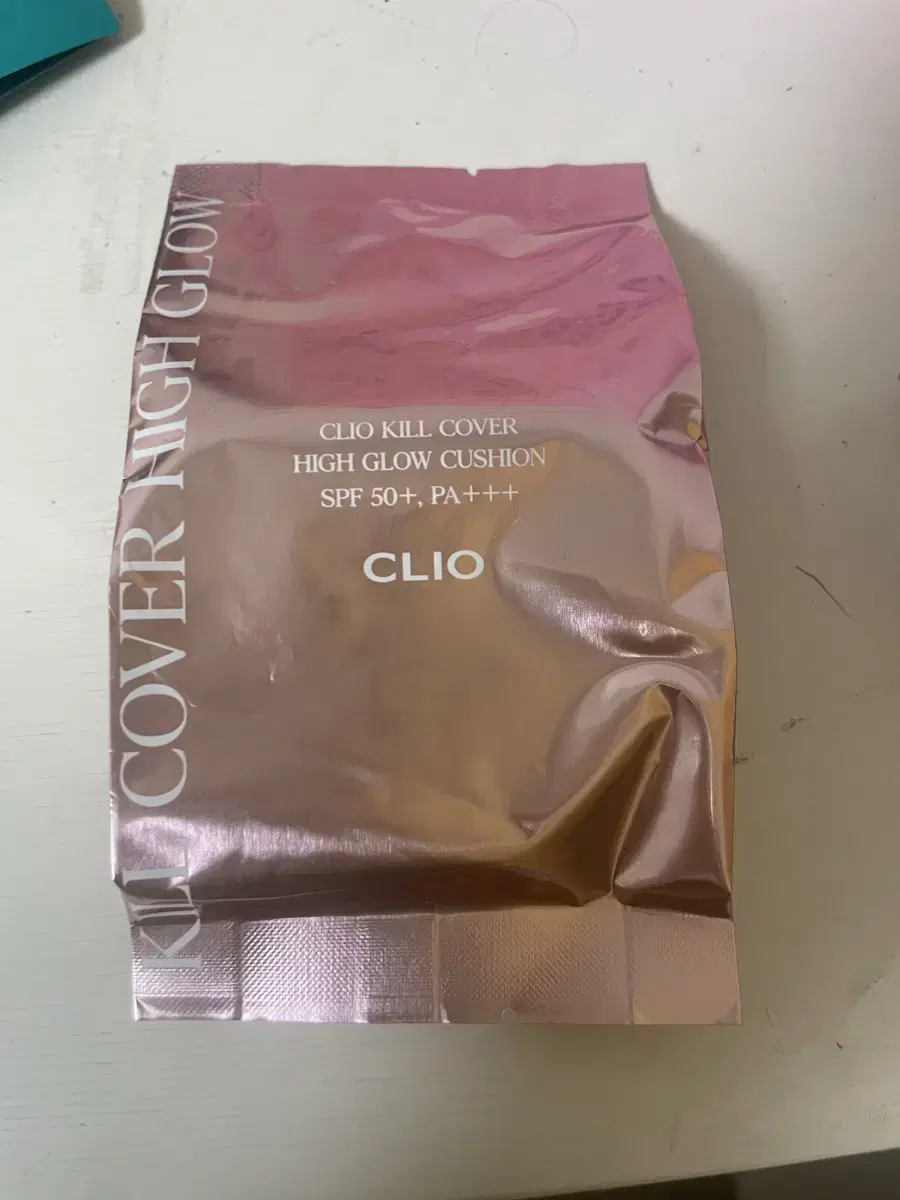 KILL COVER HIGH GLOW
CLIO KILL COVER
HIGH GLOW CUSHION
SPF 50+, PA+++
CLIO